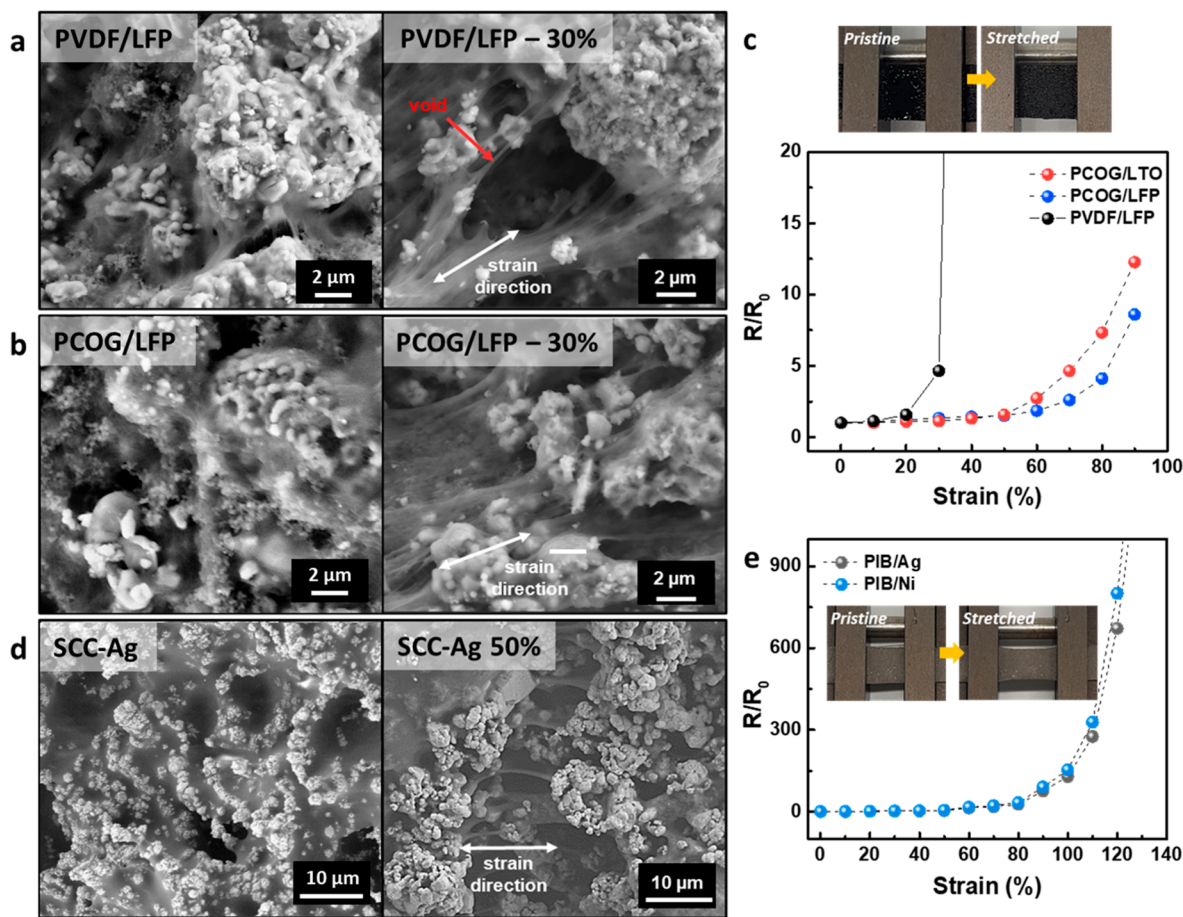 a
PVDF/LFP
2 µm
PVDF/LFP – 30%
void
strain
direction
2 µm
b
PCOG/LFP
2 µm
PCOG/LFP – 30%
strain
direction
2 µm
d
SCC-Ag
10 µm
SCC-Ag 50%
strain
direction
10 µm
c
Pristine
Stretched
20
15
10
5
0
R/R₀
PCOG/LTO
PCOG/LFP
PVDF/LFP
0 20 40 60 80 100
Strain (%)
e
900
600
300
0
R/R₀
PIB/Ag
PIB/Ni
Pristine
Stretched
0 20 40 60 80 100 120 140
Strain (%)